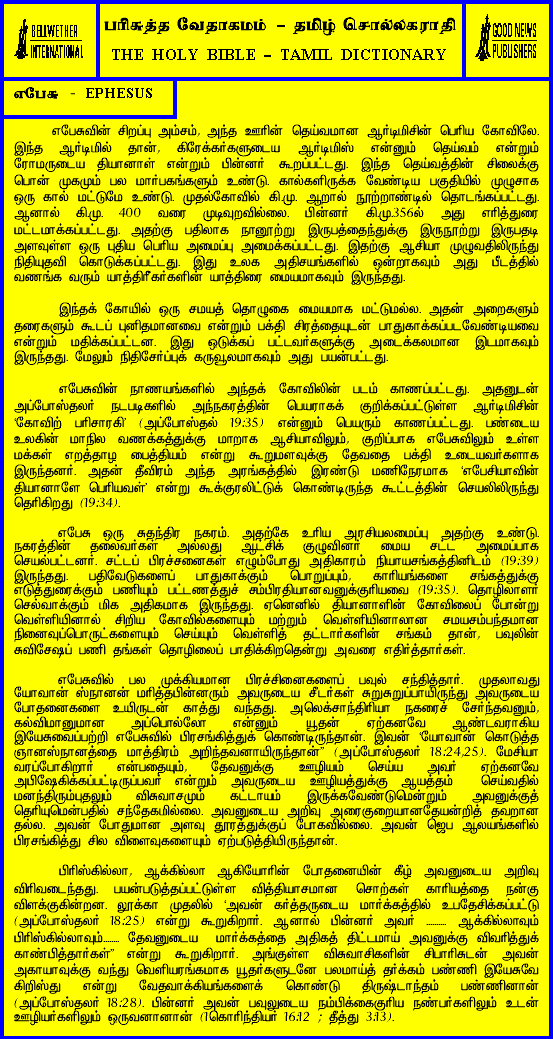 BELLWETHER
INTERNATIONAL
பரிசுத்த வேதாகமம் – தமிழ் சொல்லகராதி
THE HOLY BIBLE – TAMIL DICTIONARY
GOOD NEWS
PUBLISHERS
எபேசு - EPHESUS
எபேசுவின் சிறப்பு அம்சம், அந்த ஊரின் தெய்வமான ஆர்டிமிசின் பெரிய கோவிலே.
இந்த ஆர்டிமில் தான், கிரேக்கர்களுடைய ஆர்டிமிஸ் என்னும் தெய்வம் என்றும்
ரோமருடைய தியானாள் என்றும் பின்னர் கூறப்பட்டது. இந்த தெய்வத்தின் சிலைக்கு
பொன் முகமும் பல மார்பகங்களும் உண்டு. கால்களிருக்க வேண்டிய பகுதியில் முழுசாக
ஒரு கால் மட்டுமே உண்டு. முதல்கோவில் கி.மு. ஆறாம் நூற்றாண்டில் தொடங்கப்பட்டது.
ஆனால் கி.மு. 400 வரை முடிவுறவில்லை. பின்னர் கி.மு.356ல் அது எரித்துரை
மட்டமாக்கப்பட்டது. அதற்கு பதிலாக நானூற்று இருபத்தைந்துக்கு இருநூற்று இருபதடி
அளவுள்ள ஒரு புதிய பெரிய அமைப்பு அமைக்கப்பட்டது. இதற்கு ஆசியா முழுவதிலிருந்து
நிதியுதவி கொடுக்கப்பட்டது. இது உலக அதிசயங்களில் ஒன்றாகவும் அது பீடத்தில்
வணங்க வரும் யாத்திரீகர்களின் யாத்திரை மையமாகவும் இருந்தது.
இந்தக் கோயில் ஒரு சமயத் தொழுகை மையமாக மட்டுமல்ல. அதன் அறைகளும்
தரைகளும் கூடப் புனிதமானவை என்றும் பக்தி சிரத்தையுடன் பாதுகாக்கப்படவேண்டியவை
என்றும் மதிக்கப்பட்டன. இது ஒடுக்கப் பட்டவர்களுக்கு அடைக்கலமான இடமாகவும்
இருந்தது. மேலும் நிதிசேர்ப்புக் கருவூலமாகவும் அது பயன்பட்டது.
எபேசுவின் நாணயங்களில் அந்தக் கோவிலின் படம் காணப்பட்டது. அதனுடன்
அப்போஸ்தலர் நடபடிகளில் அந்நகரத்தின் பெயராகக் குறிக்கப்பட்டுள்ள ஆர்டிமிசின்
‘கோவிற் பரிசாரகி’ (அப்போஸ்தல் 19:35) என்னும் பெயரும் காணப்பட்டது. பண்டைய
உலகின் மாநில வணக்கத்துக்கு மாறாக ஆசியாவிலும், குறிப்பாக எபேசுவிலும் உள்ள
மக்கள் எறத்தாழ பைத்தியம் என்று கூறுமளவுக்கு தேவதை பக்தி உடையவர்களாக
இருந்தனர். அதன் தீவிரம் அந்த அரங்கத்தில் இரண்டு மணிநேரமாக ‘எபேசியாவின்
தியானாளே பெரியவள்’ என்று கூக்குரலிட்டுக் கொண்டிருந்த கூட்டத்தின் செயலிலிருந்து
தெரிகிறது (19:34).
எபேசு ஒரு சுதந்திர நகரம். அதற்கே உரிய அரசியலமைப்பு அதற்கு உண்டு.
நகரத்தின் தலைவர்கள் அல்லது ஆட்சிக் குழுவினர் மைய சட்ட அமைப்பாக
செயல்பட்டனர். சட்டப் பிரச்சனைகள் எழும்போது அதிகாரம் நியாயசங்கத்தினிடம் (19:39)
இருந்தது. பதிவேடுகளைப் பாதுகாக்கும் பொறுப்பும், காரியங்களை சங்கத்துக்கு
எடுத்துரைக்கும் பணியும் பட்டணத்துச் சம்பிரதியானவனுக்குரியவை (19:35). தொழிலாளர்
செல்வாக்கும் மிக அதிகமாக இருந்தது. ஏனெனில் தியானாளின் கோவிலைப் போன்று
வெள்ளியினால் சிறிய கோவில்களையும் மற்றும் வெள்ளியினாலான சமயசம்பந்தமான
நினைவுப்பொருட்களையும் செய்யும் வெள்ளித் தட்டார்களின் சங்கம் தான், பவுலின்
சுவிசேஷப் பணி தங்கள் தொழிலைப் பாதிக்கிறதென்று அவரை எதிர்த்தார்கள்.
எபேசுவில் பல முக்கியமான பிரச்சினைகளைப் பவுல் சந்தித்தார். முதலாவது
யோவான் ஸ்நானன் மரித்தபின்னரும் அவருடைய சீடர்கள் சுறுசுறுப்பாயிருந்து அவருடைய
போதனைகளை உயிருடன் காத்து வந்தது. அலெக்சாந்திரியா நகரைச் சேர்ந்தவனும்,
கல்விமானுமான அப்பொல்லோ என்னும் யூதன் ஏற்கனவே ஆண்டவராகிய
இயேசுவைப்பற்றி எபேசுவில் பிரசங்கித்துக் கொண்டிருந்தான். இவன் “யோவான் கொடுத்த
ஞானஸ்நானத்தை மாத்திரம் அறிந்தவனாயிருந்தான்” (அப்போஸ்தலர் 18:24,25). மேசியா
வரப்போகிறார் என்பதையும், தேவனுக்கு ஊழியம் செய்ய அவர் ஏற்கனவே
அபிஷேகிக்கப்பட்டிருப்பவர் என்றும் அவருடைய ஊழியத்துக்கு ஆயத்தம் செய்வதில்
மனந்திரும்புதலும் விசுவாசமும் கட்டாயம் இருக்கவேண்டுமென்றும் அவனுக்குத்
தெரியுமென்பதில் சந்தேகமில்லை. அவனுடைய அறிவு அரைகுறையானதேயன்றித் தவறான
தல்ல. அவன் போதுமான அளவு தூரத்துக்குப் போகவில்லை. அவன் ஜெப ஆலயங்களில்
பிரசங்கித்து சில விளைவுகளையும் ஏற்படுத்தியிருந்தான்.
பிரிஸ்கில்லா, ஆக்கில்லா ஆகியோரின் போதனையின் கீழ் அவனுடைய அறிவு
விரிவடைந்தது. பயன்படுத்தப்பட்டுள்ள வித்தியாசமான சொற்கள் காரியத்தை நன்கு
விளக்குகின்றன. லூக்கா முதலில் ‘அவன் கர்த்தருடைய மார்க்கத்தில் உபதேசிக்கப்பட்டு
(அப்போஸ்தலர் 18:25) என்று கூறுகிறார். ஆனால் பின்னர் அவர் ......... ஆக்கில்லாவும்
பிரிஸ்கில்லாவும்....... தேவனுடைய மார்க்கத்தை அதிகத் திட்டமாய் அவனுக்கு விவரித்துக்
காண்பித்தார்கள்” என்று கூறுகிறார். அங்குள்ள விசுவாசிகளின் சிபாரிசுடன் அவன்
அகாயாவுக்கு வந்து வெளியரங்கமாக யூதர்களுடனே பலமாய்த் தர்க்கம் பண்ணி இயேசுவே
கிறிஸ்து என்று வேதவாக்கியங்களைக் கொண்டு திருஷ்டாந்தம் பண்ணினான்
(அப்போஸ்தலர் 18:28). பின்னர் அவன் பவுலுடைய நம்பிக்கைகுரிய நண்பர்களிலும் உடன்
ஊழியர்களிலும் ஒருவனானான் (1கொரிந்தியர் 16:12 ; தீத்து 3:13).